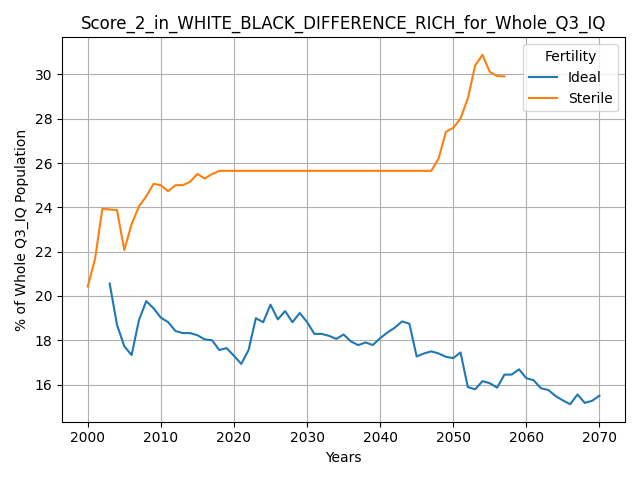 Score_2_in_WHITE_BLACK_DIFFERENCE_RICH_for_Whole_Q3_IQ
Fertility
Ideal
Sterile
% of Whole Q3_IQ Population
30
28
26
24
22
20
18
16
2000 2010 2020 2030 2040 2050 2060 2070
Years